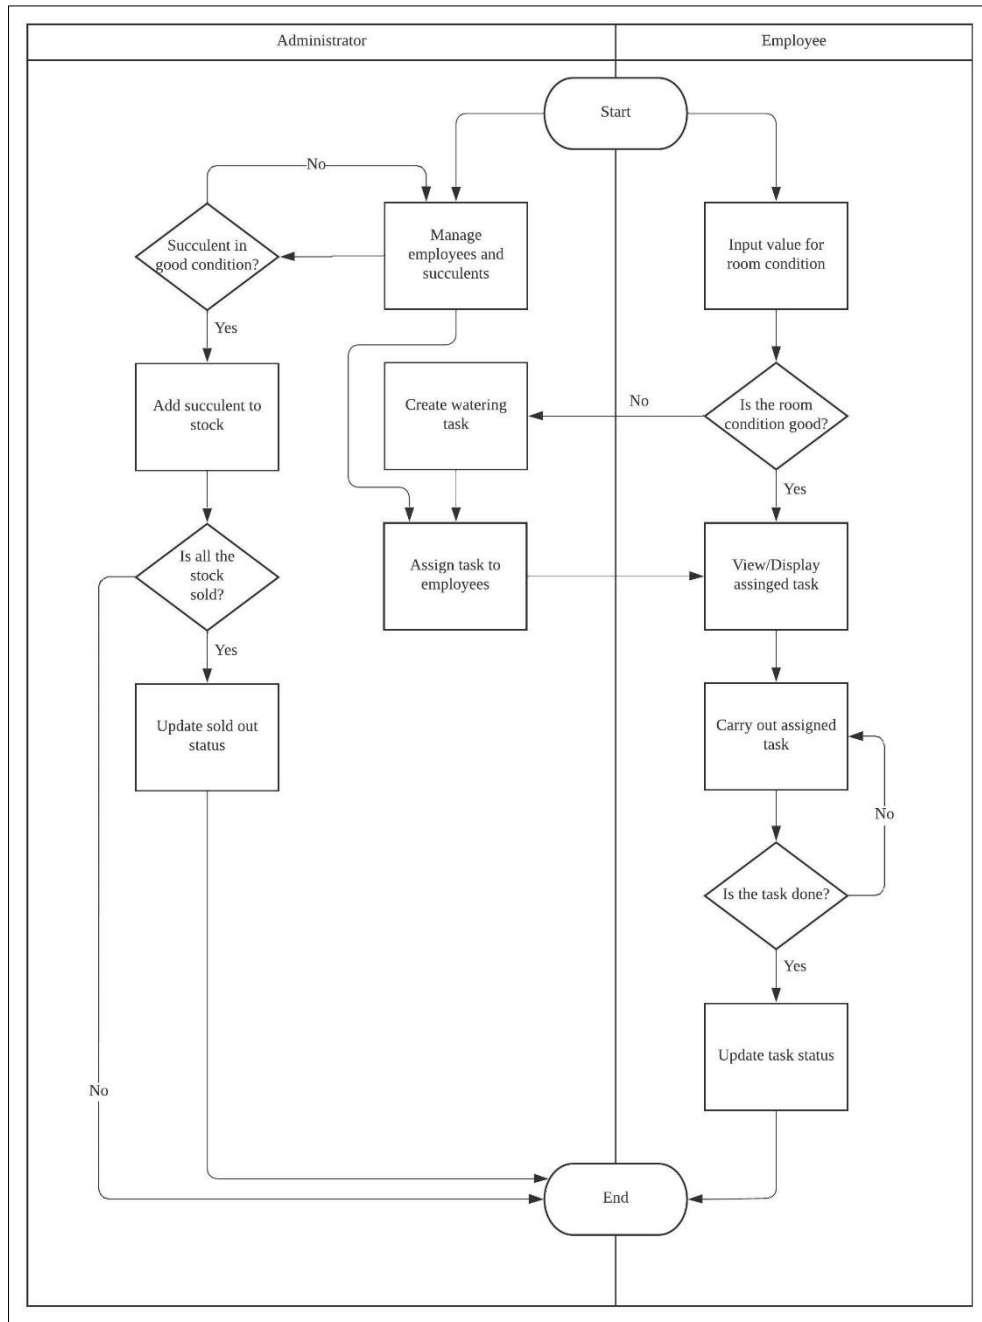 Administrator
Employee
Start
No
Succulent in
good condition?
Manage
employees and
succulents
Input value for
room condition
Yes
Add succulent to
stock
Create watering
task
No
Is the room
condition good?
Yes
Is all the
stock
sold?
Assign task to
employees
View/Display
assinged task
Yes
Update sold out
status
Carry out assigned
task
No
Is the task done?
Yes
Update task status
No
End